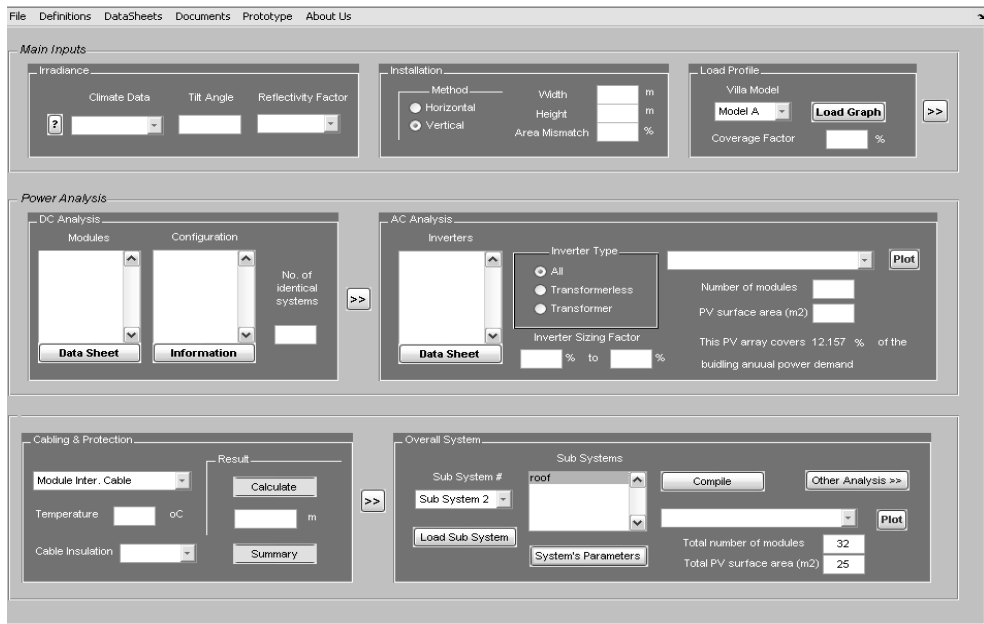 File Definitions DataSheets Documents Prototype About Us
Main Inputs
Irradiance
Climate Data Tilt Angle Reflectivity Factor
?
Installation
Method
Horizontal
Vertical
Width m
Height m
Area Mismatch %
Load Profile
Villa Model
Model A Load Graph
Coverage Factor %
>>
Power Analysis
DC Analysis
Modules Configuration
No. of
identical
systems
Data Sheet Information
>>
AC Analysis
Inverters
Data Sheet
Inverter Type
All
Transformerless
Transformer
Inverter Sizing Factor
% to %
Plot
Number of modules
PV surface area (m2)
This PV array covers 12.157 % of the
buidling anuual power demand
Cabling & Protection
Module Inter. Cable
Temperature oC
Cable Insulation
Result
Calculate
m
Summary
>>
Overall System
Sub System #
Sub System 2
Load Sub System
Sub Systems
roof
System's Parameters
Compile Other Analysis >>
Plot
Total number of modules 32
Total PV surface area (m2) 25